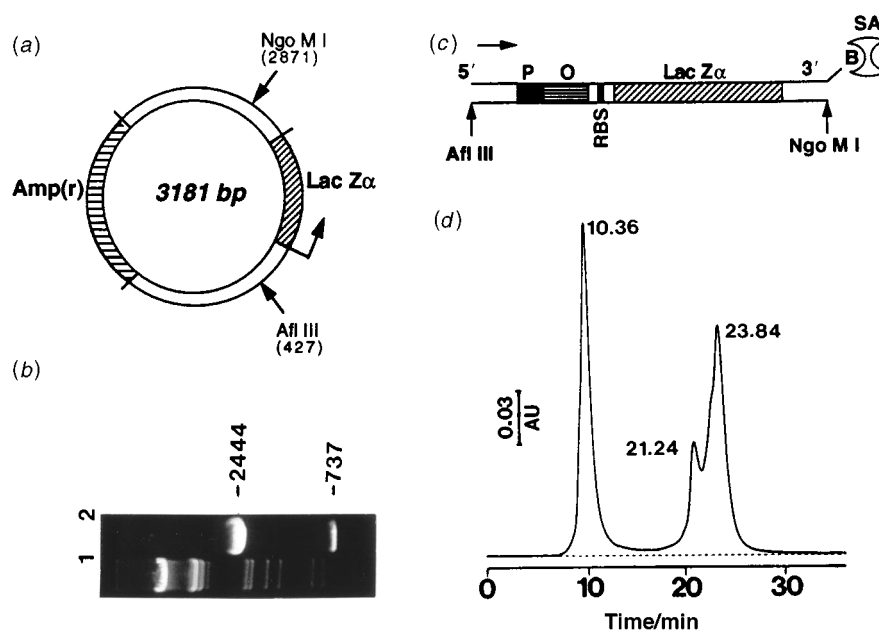 (a)
Ngo M I
(2871)
Amp(r)
3181 bp
Lac Zα
Afl III
(427)
(b)
-2444
-737
2
1
(c)
5′
P
O
Lac Zα
3′
B
SA
RBS
Afl III
Ngo M I
(d)
10.36
23.84
21.24
0.03
AU
0
10
20
30
Time/min